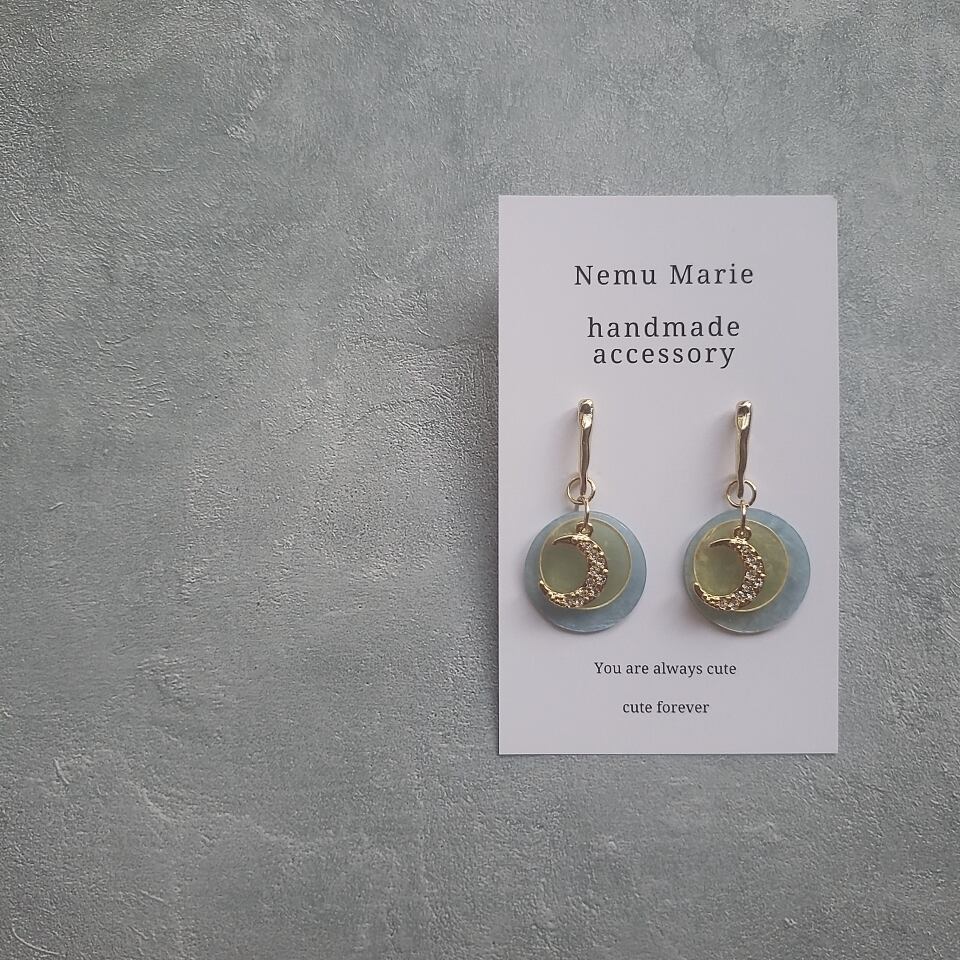 Nemu Marie
handmade
accessory
You are always cute
cute forever